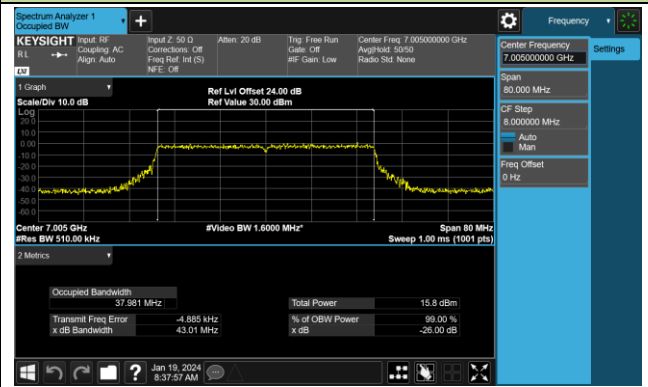 Spectrum Analyzer 1
Occupied BW
+
Frequency
KEYSIGHT
RL
LXI
Input: RF
Coupling: AC
Align: Auto
Input Z: 50 Ω
Corrections: Off
Freq Ref: Int (S)
NFE: Off
Atten: 20 dB
Trig: Free Run
Gate: Off
#IF Gain: Low
Center Freq: 7.005000000 GHz
Avg|Hold: 50/50
Radio Std: None
Center Frequency
7.005000000 GHz
Settings
Span
80.000 MHz
CF Step
8.000000 MHz
Auto
Man
Freq Offset
0 Hz
1 Graph
Scale/Div 10.0 dB
Ref Lvl Offset 24.00 dB
Ref Value 30.00 dBm
Log
20.0
10.0
0.00
-10.0
-20.0
-30.0
-40.0
-50.0
-60.0
Center 7.005 GHz
#Video BW 1.6000 MHz*
Span 80 MHz
#Res BW 510.00 kHz
Sweep 1.00 ms (1001 pts)
2 Metrics
Occupied Bandwidth
37.981 MHz
Total Power 15.8 dBm
Transmit Freq Error -4.885 kHz
% of OBW Power 99.00 %
x dB Bandwidth 43.01 MHz
x dB -26.00 dB
?
Jan 19, 2024
8:37:57 AM